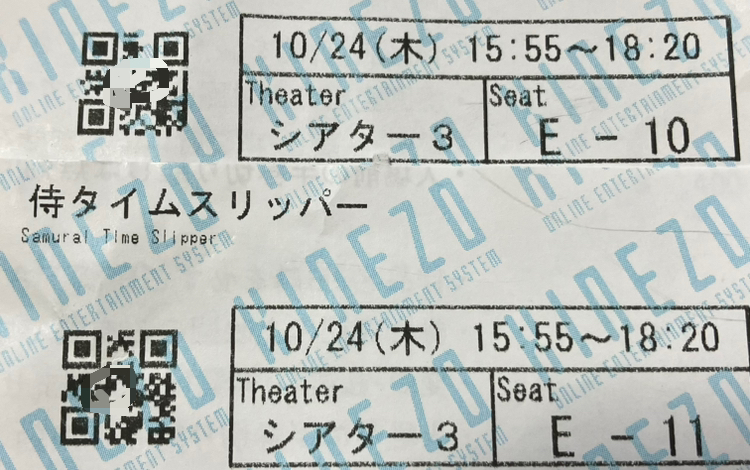 10/24(木) 15:55～18:20
Theater
シアター3
Seat
E - 10
侍タイムスリッパー
Samurai Time Slipper
10/24(木) 15:55～18:20
Theater
シアター3
Seat
E - 11
KINEZO
ONLINE ENTERTAINMENT SYSTEM